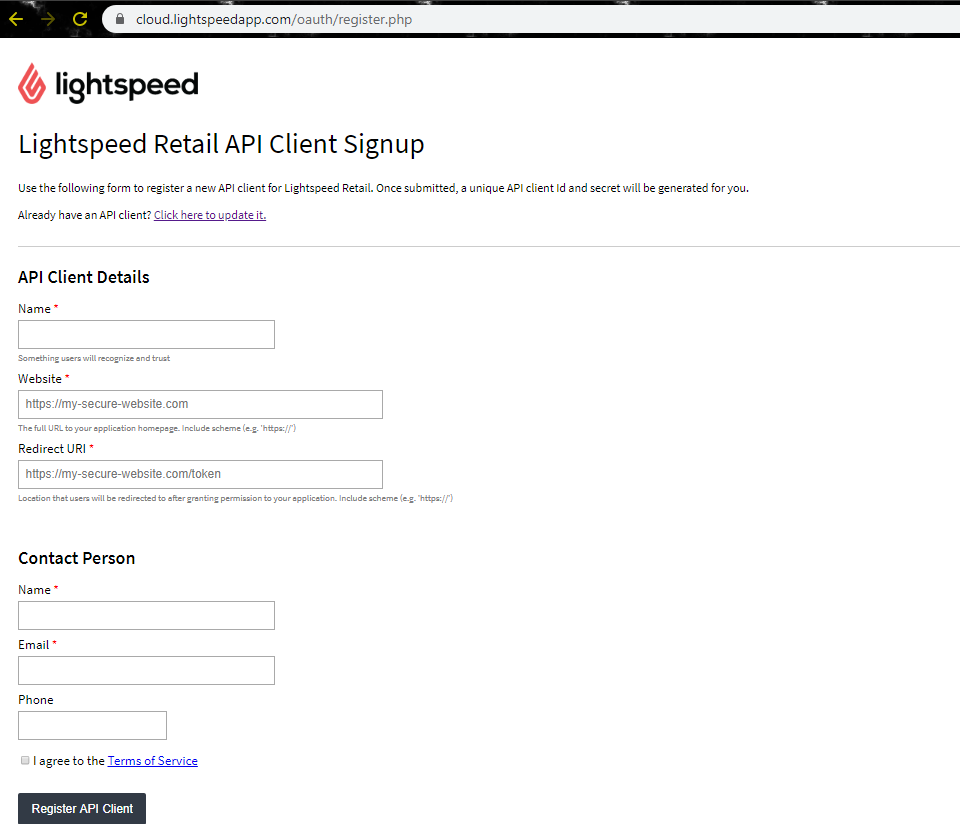 cloud.lightspeedapp.com/oauth/register.php
lightspeed
Lightspeed Retail API Client Signup
Use the following form to register a new API client for Lightspeed Retail. Once submitted, a unique API client Id and secret will be generated for you.
Already have an API client? Click here to update it.
API Client Details
Name *
Something users will recognize and trust
Website *
https://my-secure-website.com
The full URL to your application homepage. Include scheme (e.g. 'https://')
Redirect URI *
https://my-secure-website.com/token
Location that users will be redirected to after granting permission to your application. Include scheme (e.g. 'https://')
Contact Person
Name *
Email *
Phone
I agree to the Terms of Service
Register API Client